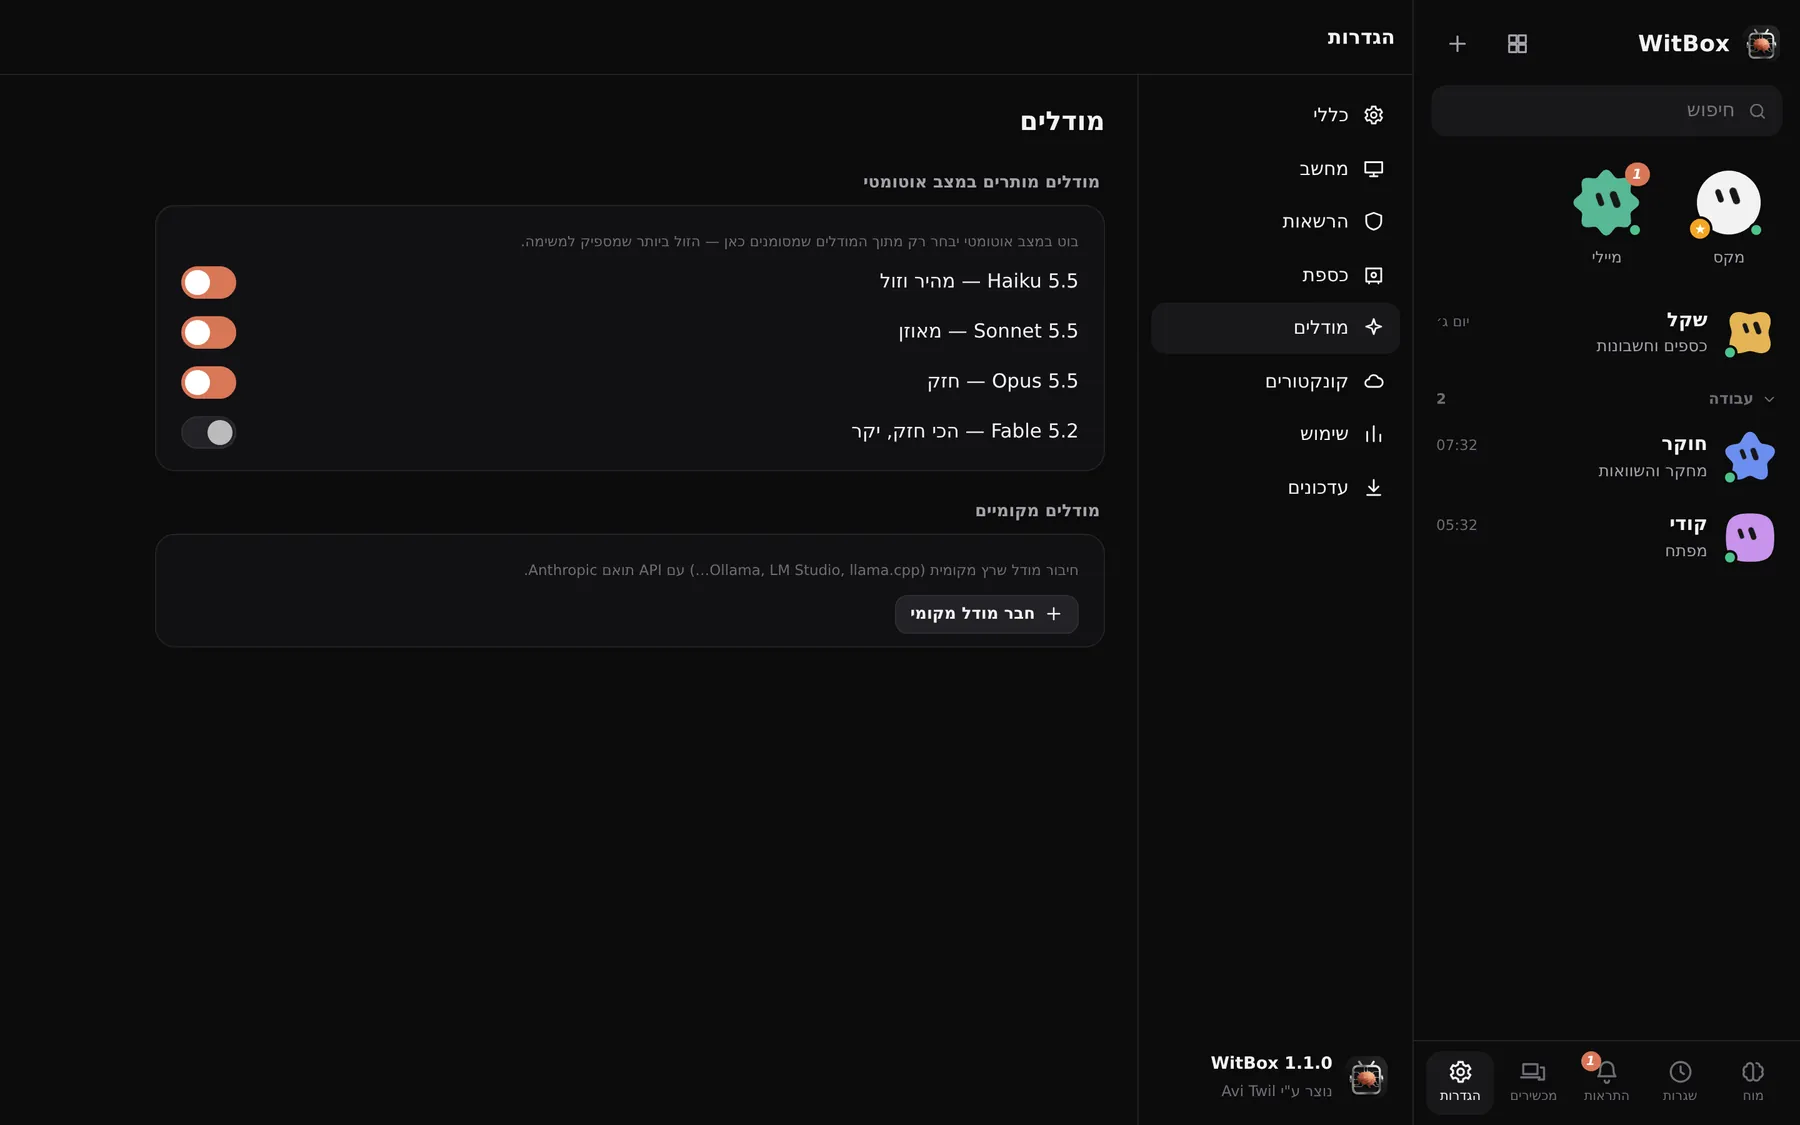 WitBox
חיפוש
1
מקס
מיילי
שקל
יום ג׳
כספים וחשבונות
עבודה
2
חוקר
07:32
מחקר והשוואות
קודי
05:32
מפתח
מוח
שגרות
1
התראות
מכשירים
הגדרות
הגדרות
כללי
מחשב
הרשאות
כספת
מודלים
קונקטורים
שימוש
עדכונים
WitBox 1.1.0
נוצר ע"י Avi Twil
מודלים
מודלים מותרים במצב אוטומטי
בוט במצב אוטומטי יבחר רק מתוך המודלים שמסומנים כאן — הזול ביותר שמספיק למשימה.
Haiku 5.5 — מהיר וזול
Sonnet 5.5 — מאוזן
Opus 5.5 — חזק
Fable 5.2 — הכי חזק, יקר
מודלים מקומיים
חיבור מודל שרץ מקומית (Ollama, LM Studio, llama.cpp…) עם API תואם Anthropic.
חבר מודל מקומי